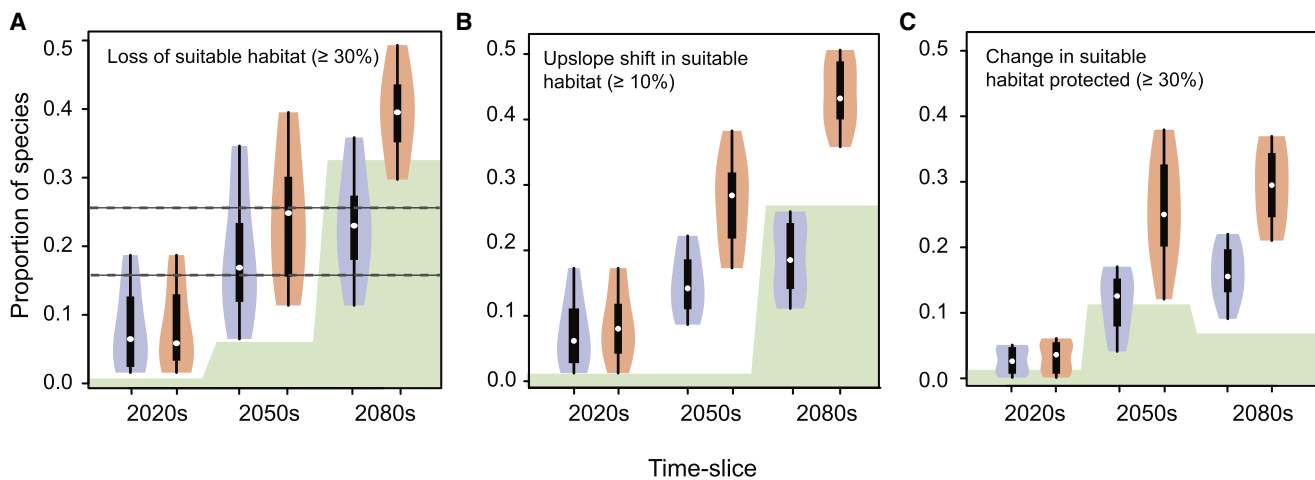 A
Loss of suitable habitat (≥ 30%)
Proportion of species
0.5
0.4
0.3
0.2
0.1
0.0
2020s 2050s 2080s
B
Upslope shift in suitable
habitat (≥ 10%)
0.5
0.4
0.3
0.2
0.1
0.0
2020s 2050s 2080s
C
Change in suitable
habitat protected (≥ 30%)
0.5
0.4
0.3
0.2
0.1
0.0
2020s 2050s 2080s
Time-slice